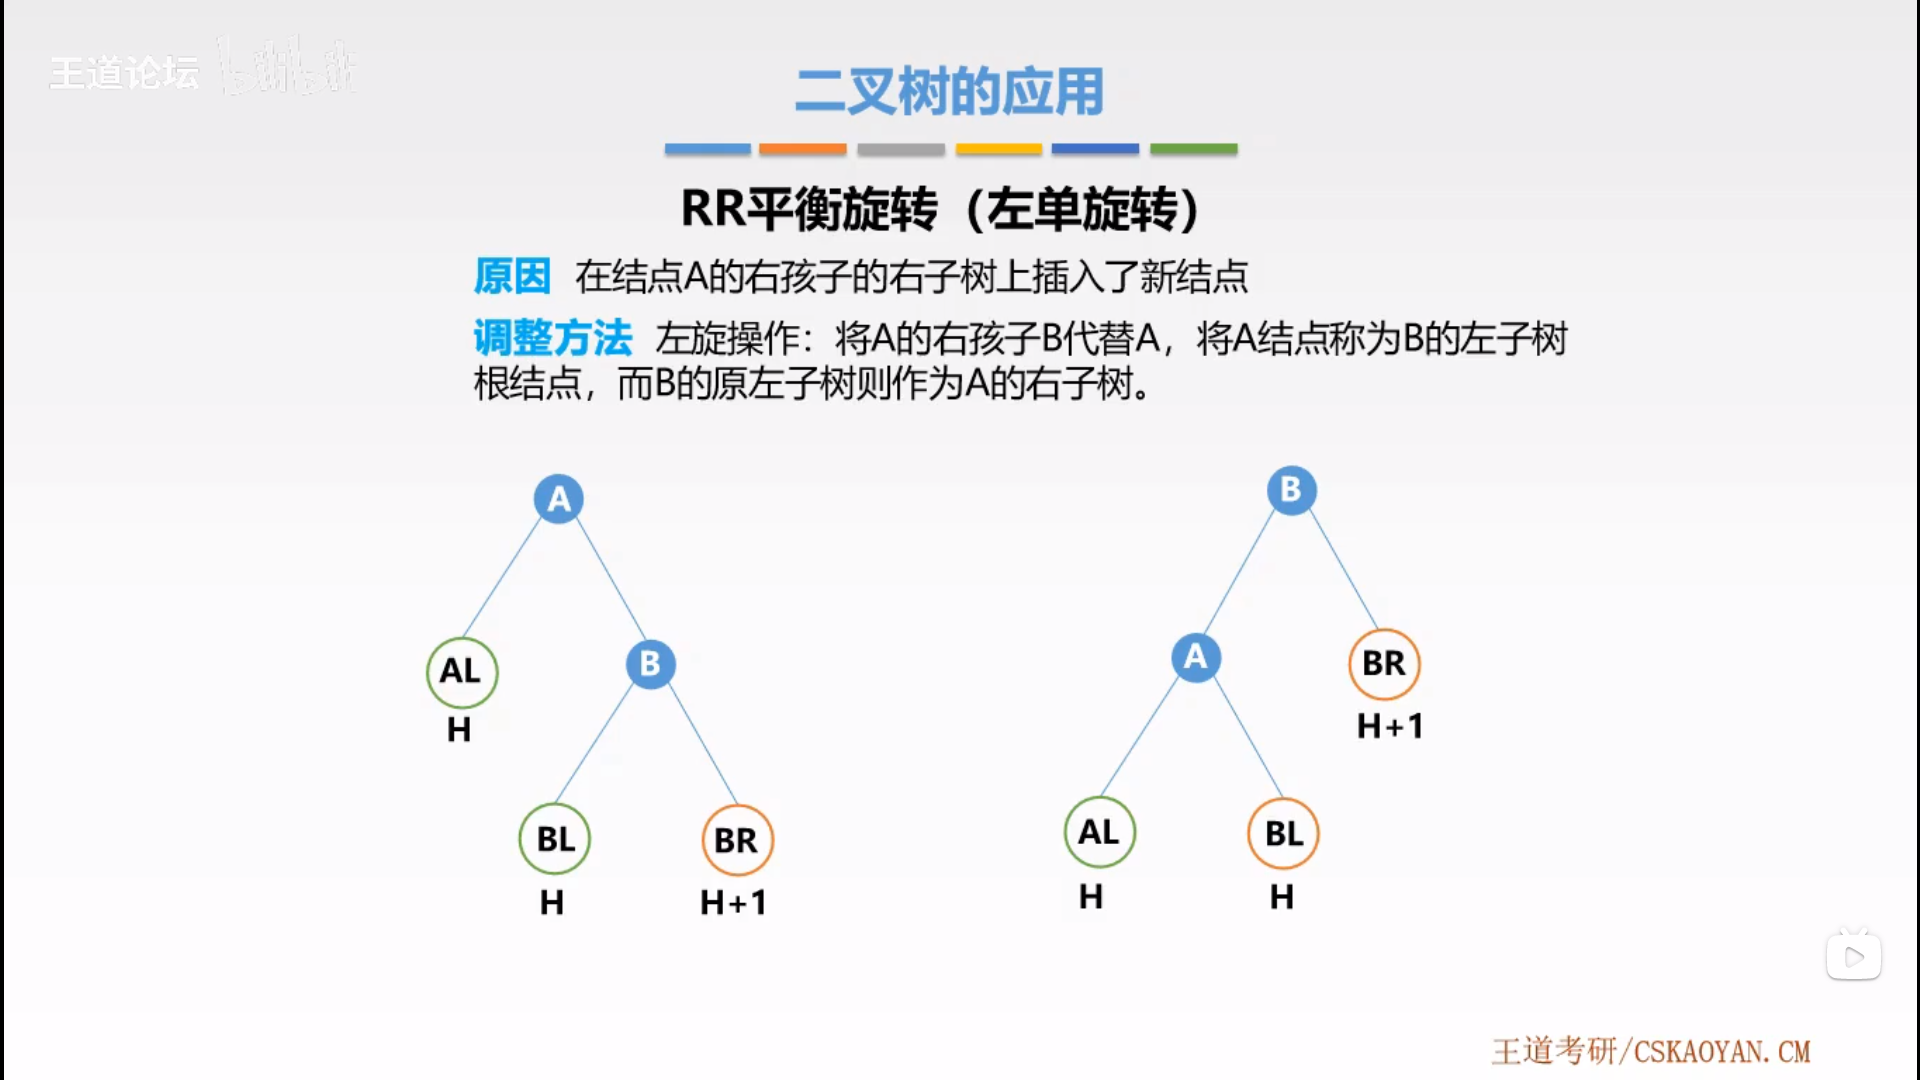 王道论坛 bilibili
二叉树的应用
RR平衡旋转（左单旋转）
原因 在结点A的右孩子的右子树上插入了新结点
调整方法 左旋操作：将A的右孩子B代替A，将A结点称为B的左子树
根结点，而B的原左子树则作为A的右子树。
A
B
AL
B
A
BR
H
H+1
BL
BR
AL
BL
H
H+1
H
H
王道考研/CSKAOYAN.CM